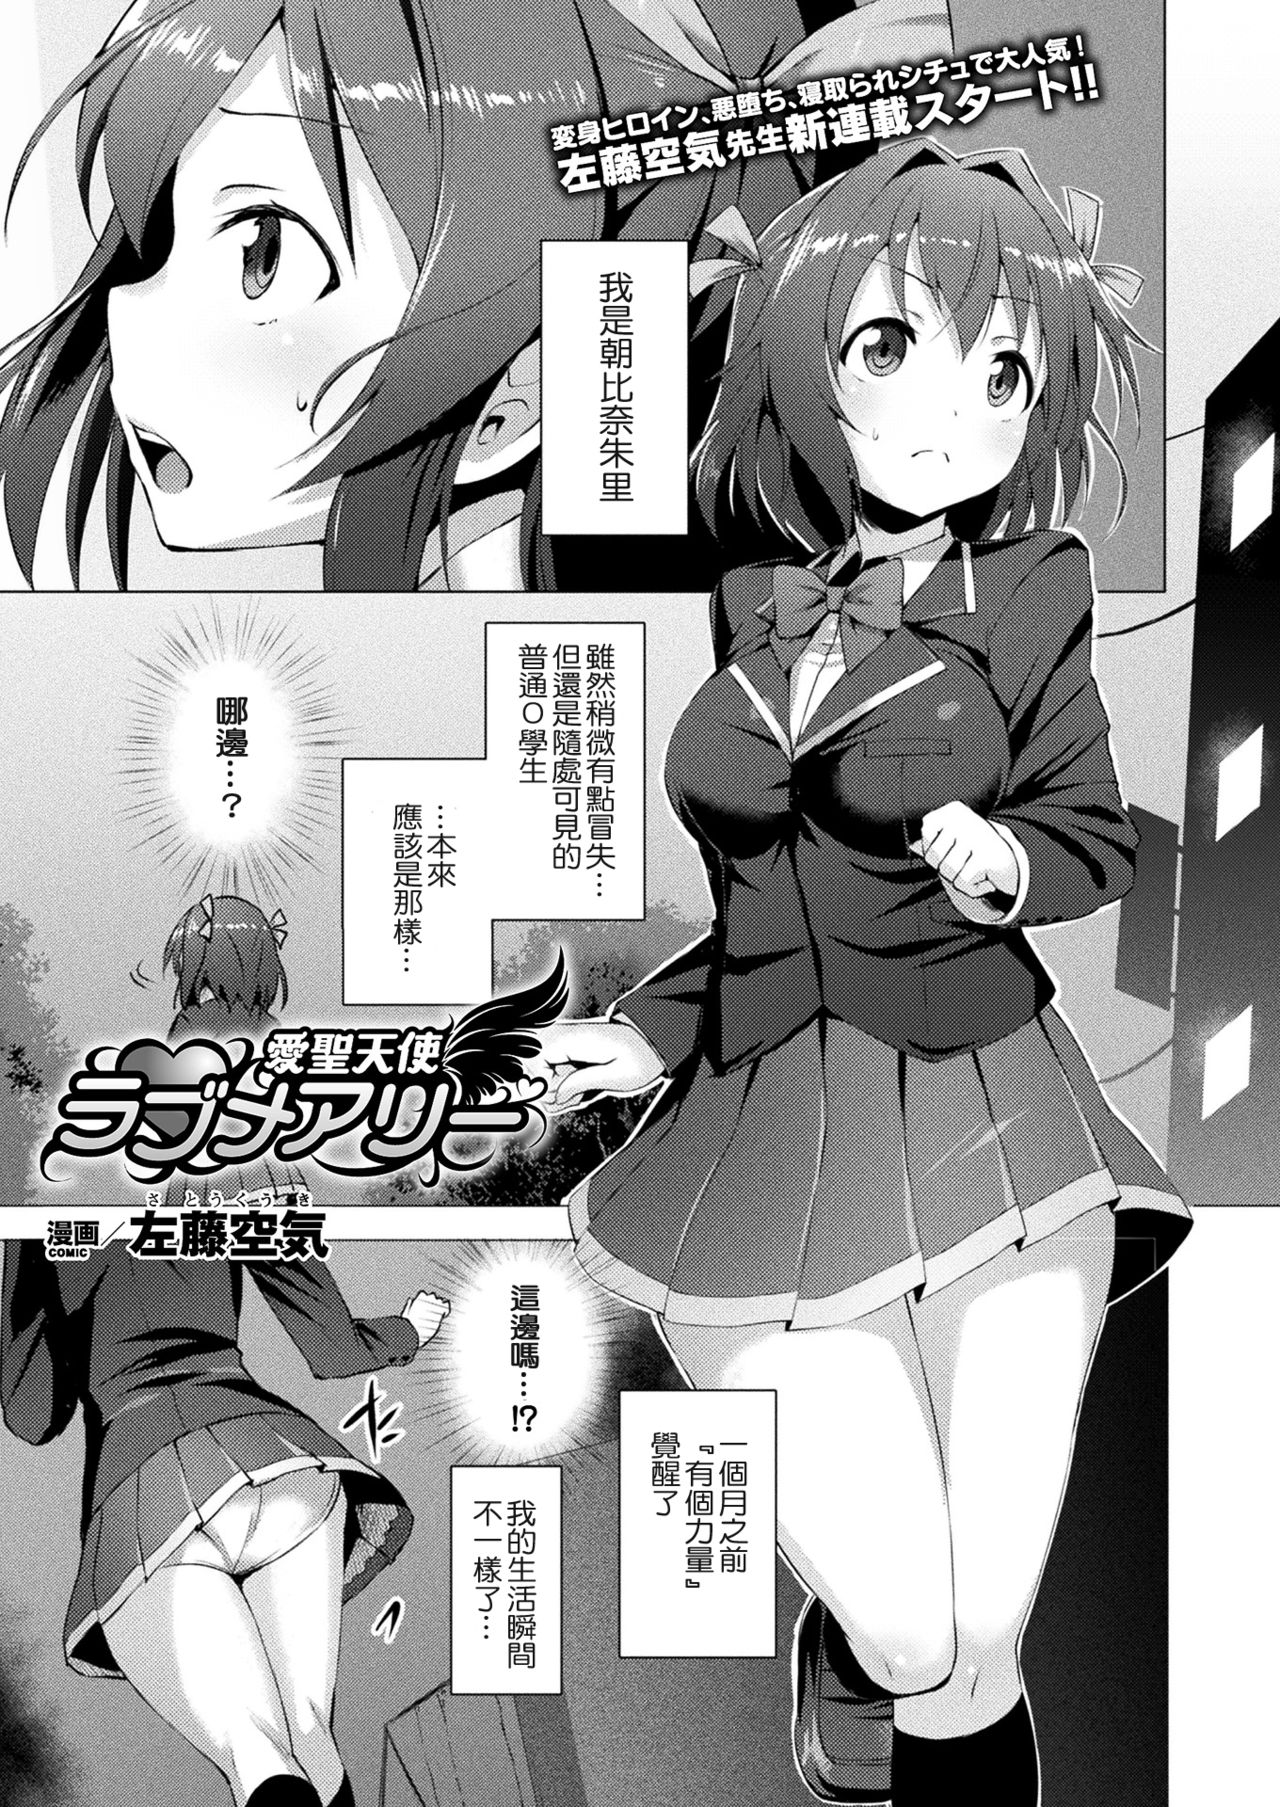 変身ヒロイン、悪堕ち、寝取られシチュで大人気!
左藤空気先生新連載スタート!!
我是朝比奈朱里
雖然稍微有點冒失…
但還是隨處可見的
普通O學生
…本來
應該是那樣…
哪邊…?
愛聖天使
ラブメアリー
さとうくうき
漫画/左藤空気
COMIC
這邊嗎…!?
一個月之前
『有個力量』
覺醒了
我的生活瞬間
不一樣了…